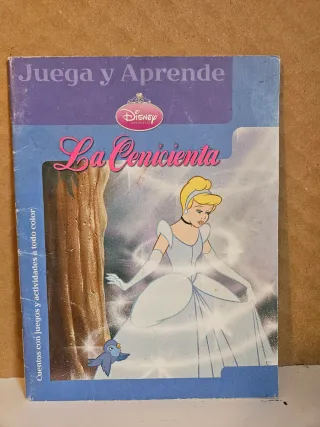 Juega y Aprende
Disney
La Cenicienta
Cuentos con juegos y actividades a todo color